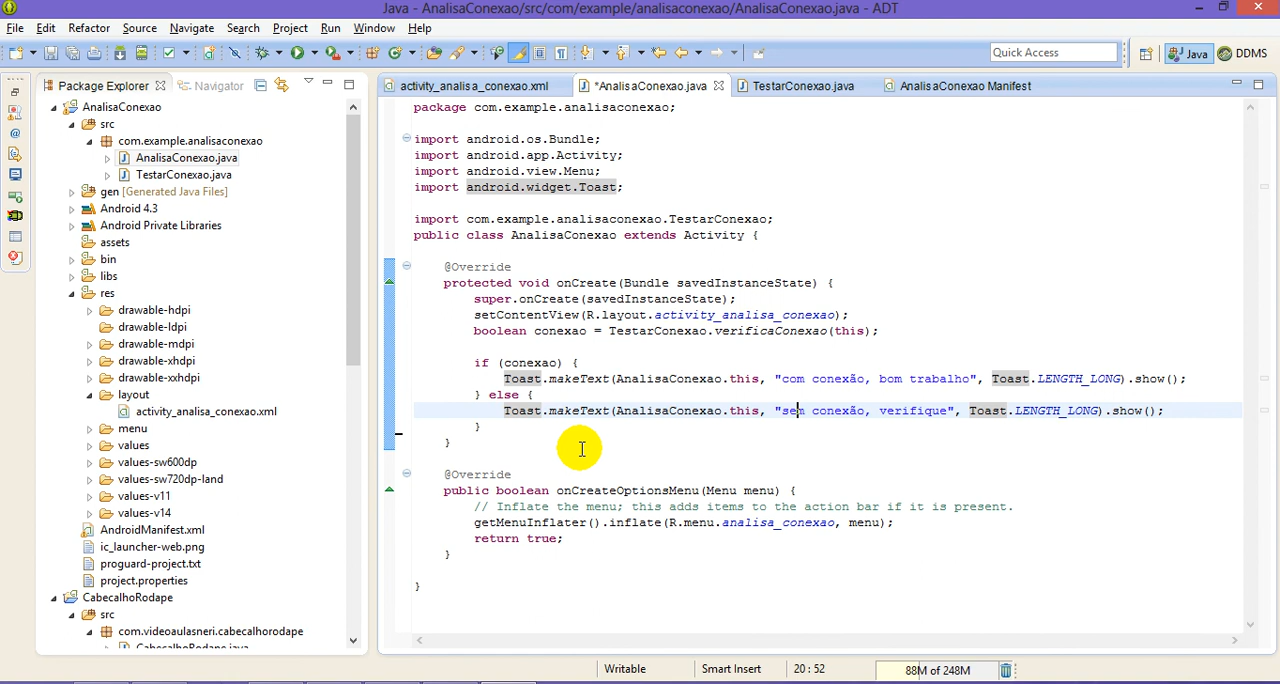 Java - AnalisaConexao/src/com/example/analisaconexao/AnalisaConexao.java - ADT
File Edit Refactor Source Navigate Search Project Run Window Help
Quick Access
Java
DDMS
Package Explorer
Navigator
activity_analisa_conexao.xml
*AnalisaConexao.java
TestarConexao.java
AnalisaConexao Manifest
AnalisaConexao
src
com.example.analisaconexao
AnalisaConexao.java
TestarConexao.java
gen [Generated Java Files]
Android 4.3
Android Private Libraries
assets
bin
libs
res
drawable-hdpi
drawable-ldpi
drawable-mdpi
drawable-xhdpi
drawable-xxhdpi
layout
activity_analisa_conexao.xml
menu
values
values-sw600dp
values-sw720dp-land
values-v11
values-v14
AndroidManifest.xml
ic_launcher-web.png
proguard-project.txt
project.properties
CabecalhoRodape
src
com.videoaulasneri.cabecalhorodape
CabecalhoRodape.java
package com.example.analisaconexao;
import android.os.Bundle;
import android.app.Activity;
import android.view.Menu;
import android.widget.Toast;
import com.example.analisaconexao.TestarConexao;
public class AnalisaConexao extends Activity {
@Override
protected void onCreate(Bundle savedInstanceState) {
super.onCreate(savedInstanceState);
setContentView(R.layout.activity_analisa_conexao);
boolean conexao = TestarConexao.verificaConexao(this);
if (conexao) {
Toast.makeText(AnalisaConexao.this, "com conexão, bom trabalho", Toast.LENGTH_LONG).show();
} else {
Toast.makeText(AnalisaConexao.this, "sem conexão, verifique", Toast.LENGTH_LONG).show();
}
}
@Override
public boolean onCreateOptionsMenu(Menu menu) {
// Inflate the menu; this adds items to the action bar if it is present.
getMenuInflater().inflate(R.menu.analisa_conexao, menu);
return true;
}
}
Writable
Smart Insert
20 : 52
88M of 248M